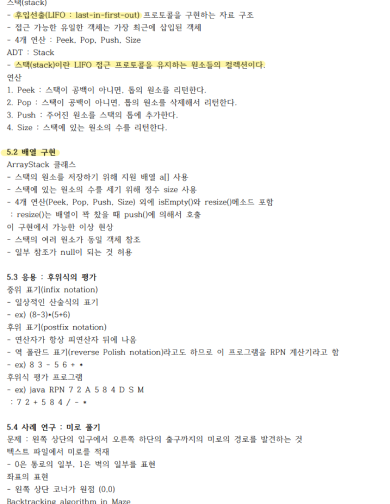 스택(stack)
- 후입선출(LIFO : last-in-first-out) 프로토콜을 구현하는 자료 구조
- 접근 가능한 유일한 객체는 가장 최근에 삽입된 객체
- 4개 연산 : Peek, Pop, Push, Size
ADT : Stack
- 스택(stack)이란 LIFO 접근 프로토콜을 유지하는 원소들의 컬렉션이다.
연산
1. Peek : 스택이 공백이 아니면, 톱의 원소를 리턴한다.
2. Pop : 스택이 공백이 아니면, 톱의 원소를 삭제해서 리턴한다.
3. Push : 주어진 원소를 스택의 톱에 추가한다.
4. Size : 스택에 있는 원소의 수를 리턴한다.
5.2 배열 구현
ArrayStack 클래스
- 스택의 원소를 저장하기 위해 지원 배열 a[] 사용
- 스택에 있는 원소의 수를 세기 위해 정수 size 사용
- 4개 연산(Peek, Pop, Push, Size) 외에 isEmpty()와 resize()메소드 포함
: resize()는 배열이 꽉 찼을 때 push()에 의해서 호출
이 구현에서 가능한 이상 현상
- 스택의 여러 원소가 동일 객체 참조
- 일부 참조가 null이 되는 것 허용
5.3 응용 : 후위식의 평가
중위 표기(infix notation)
- 일상적인 산술식의 표기
- ex) (8-3)*(5+6)
후위 표기(postfix notation)
- 연산자가 항상 피연산자 뒤에 나옴
- 역 폴란드 표기(reverse Polish notation)라고도 하므로 이 프로그램을 RPN 계산기라고 함
- ex) 8 3 - 5 6 + *
후위식 평가 프로그램
- ex) java RPN 7 2 A 5 8 4 D S M
: 7 2 + 5 8 4 / - *
5.4 사례 연구 : 미로 풀기
문제 : 왼쪽 상단의 입구에서 오른쪽 하단의 출구까지의 미로의 경로를 발견하는 것
텍스트 파일에서 미로를 적재
- 0은 통로의 일부, 1은 벽의 일부를 표현
좌표의 표현
- 왼쪽 상단 코너가 원점 (0,0)
Backtracking algorithm in Maze